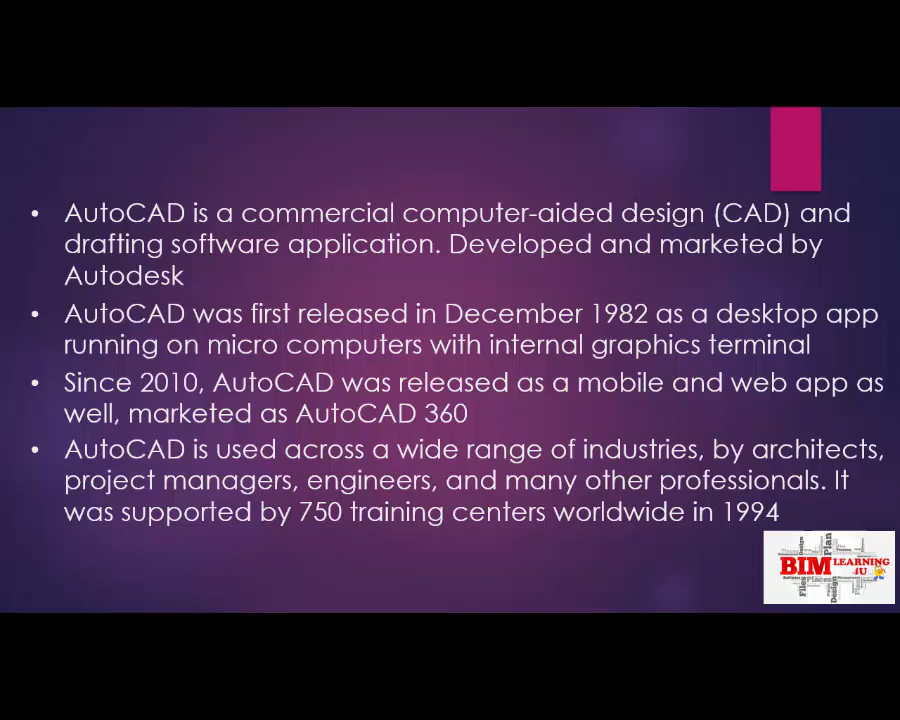 • AutoCAD is a commercial computer-aided design (CAD) and
drafting software application. Developed and marketed by
Autodesk
• AutoCAD was first released in December 1982 as a desktop app
running on micro computers with internal graphics terminal
• Since 2010, AutoCAD was released as a mobile and web app as
well, marketed as AutoCAD 360
• AutoCAD is used across a wide range of industries, by architects,
project managers, engineers, and many other professionals. It
was supported by 750 training centers worldwide in 1994
Plan
BIM LEARNING
4U
Places
Files
Design